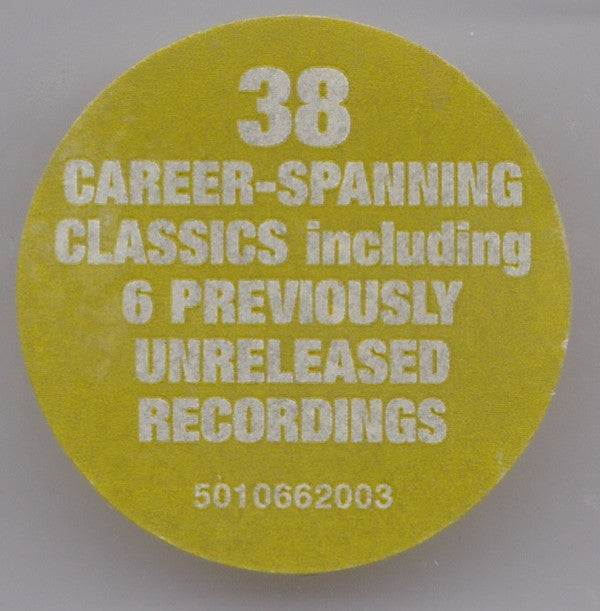 38
CAREER-SPANNING
CLASSICS including
6 PREVIOUSLY
UNRELEASED
RECORDINGS
5010662003